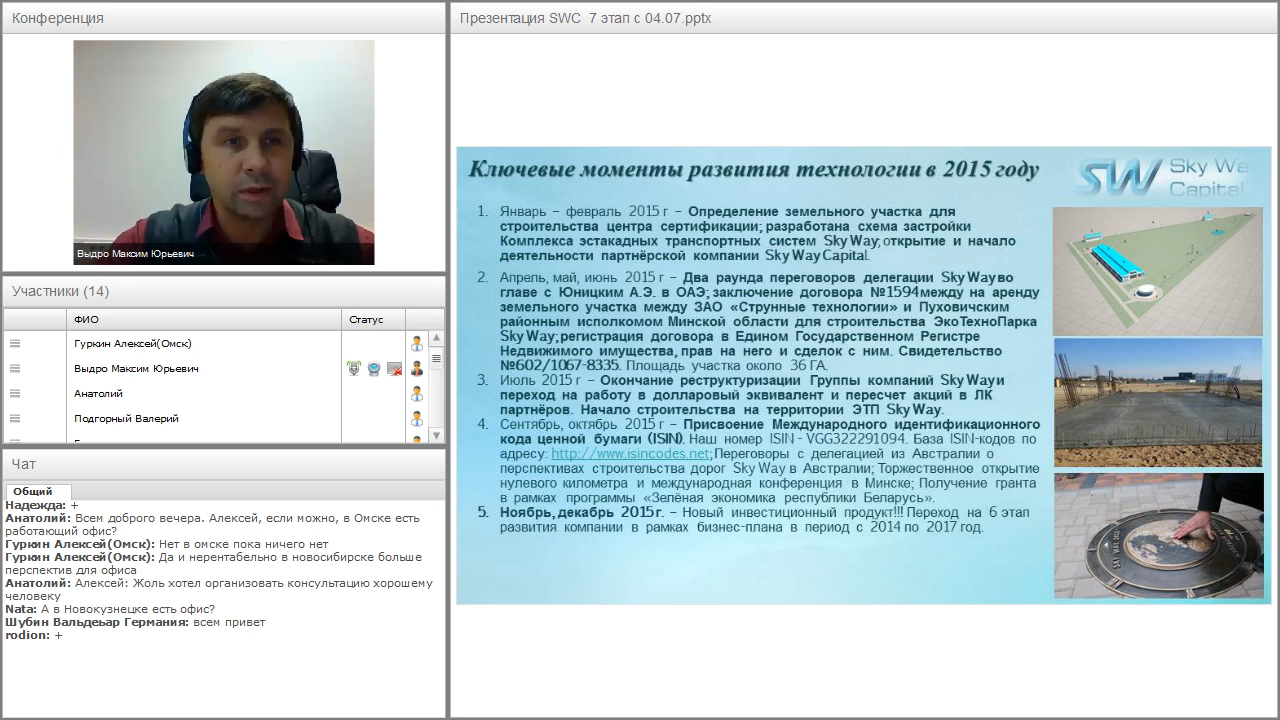 Конференция
Выдро Максим Юрьевич
Участники (14)
ФИО
Статус
Гуркин Алексей(Омск)
Выдро Максим Юрьевич
Анатолий
Подгорный Валерий
Чат
Общий
Надежда: +
Анатолий: Всем доброго вечера. Алексей, если можно, в Омске есть
работающий офис?
Гуркин Алексей(Омск): Нет в омске пока ничего нет
Гуркин Алексей(Омск): Да и нерентабельно в новосибирске больше
перспектив для офиса
Анатолий: Алексей: Жоль хотел организовать консультацию хорошему
человеку
Nata: А в Новокузнецке есть офис?
Шубин Вальдеьар Германия: всем привет
rodion: +
Презентация SWC 7 этап с 04.07.pptx
Ключевые моменты развития технологии в 2015 году
SW Sky Wa
Capital
1. Январь – февраль 2015 г – Определение земельного участка для
строительства центра сертификации; разработана схема застройки
Комплекса эстакадных транспортных систем Sky Way; открытие и начало
деятельности партнёрской компании Sky Way Capital.
2. Апрель, май, июнь 2015 г – Два раунда переговоров делегации Sky Way во
главе с Юницким А.Э. в ОАЭ; заключение договора №1594 между на аренду
земельного участка между ЗАО «Струнные технологии» и Пуховичским
районным исполкомом Минской области для строительства ЭкоТехноПарка
Sky Way; регистрация договора в Едином Государственном Регистре
Недвижимого имущества, прав на него и сделок с ним. Свидетельство
№602/1067-8335. Площадь участка около 36 ГА.
3. Июль 2015 г – Окончание реструктуризации Группы компаний Sky Way и
переход на работу в долларовый эквивалент и пересчет акций в ЛК
партнёров. Начало строительства на территории ЭТП Sky Way.
4. Сентябрь, октябрь 2015 г – Присвоение Международного идентификационного
кода ценной бумаги (ISIN). Наш номер ISIN - VGG322291094. База ISIN-кодов по
адресу: http://www.isincodes.net; Переговоры с делегацией из Австралии о
перспективах строительства дорог Sky Way в Австралии; Торжественное открытие
нулевого километра и международная конференция в Минске; Получение гранта
в рамках программы «Зелёная экономика республики Беларусь».
5. Ноябрь, декабрь 2015 г. – Новый инвестиционный продукт!!! Переход на 6 этап
развития компании в рамках бизнес-плана в период с 2014 по 2017 год.